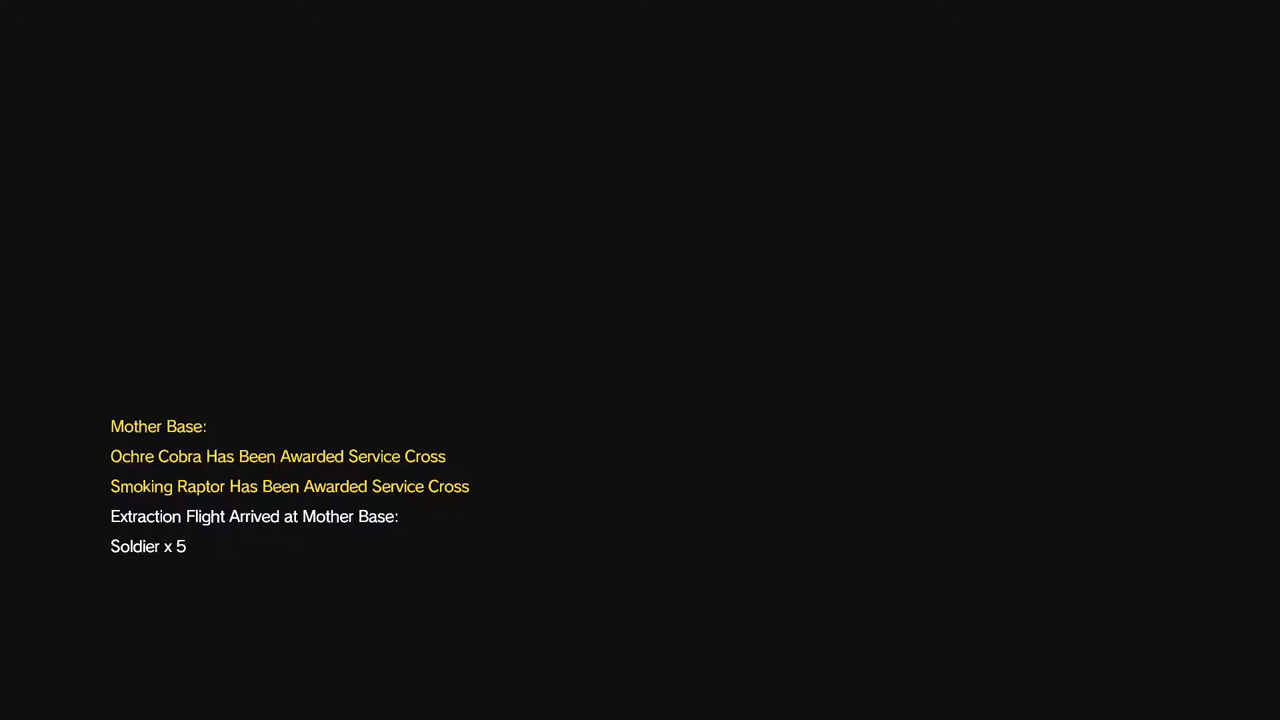 Mother Base:
Ochre Cobra Has Been Awarded Service Cross
Smoking Raptor Has Been Awarded Service Cross
Extraction Flight Arrived at Mother Base:
Soldier x 5